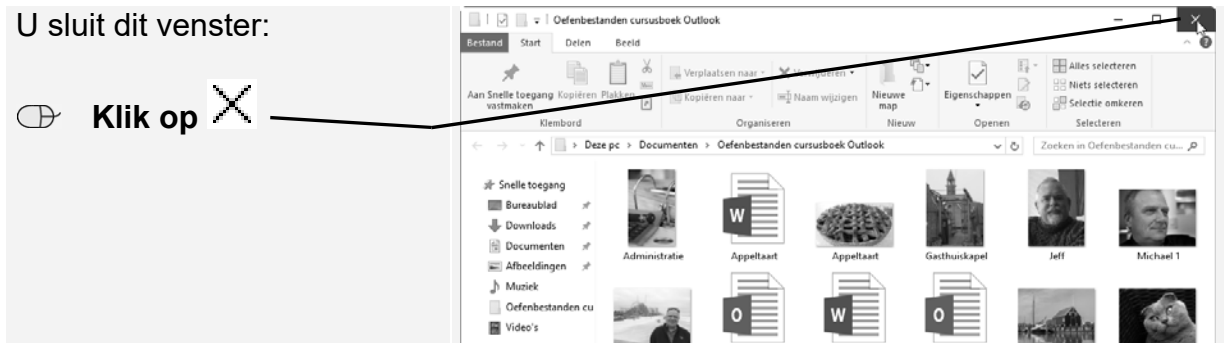 U sluit dit venster:
Klik op
Oefenbestanden cursusboek Outlook
Bestand Start Delen Beeld
Aan Snelle toegang vastmaken
Kopiëren
Plakken
Klembord
Verplaatsen naar
Kopiëren naar
Naam wijzigen
Organiseren
Nieuwe map
Nieuw
Eigenschappen
Openen
Alles selecteren
Niets selecteren
Selectie omkeren
Selecteren
Deze pc > Documenten > Oefenbestanden cursusboek Outlook
Zoeken in Oefenbestanden cu...
Snelle toegang
Bureaublad
Downloads
Documenten
Afbeeldingen
Muziek
Oefenbestanden cu
Video's
W
Administratie Appeltaart Appeltaart Gasthuiskapel Jeff Michael 1
O W O